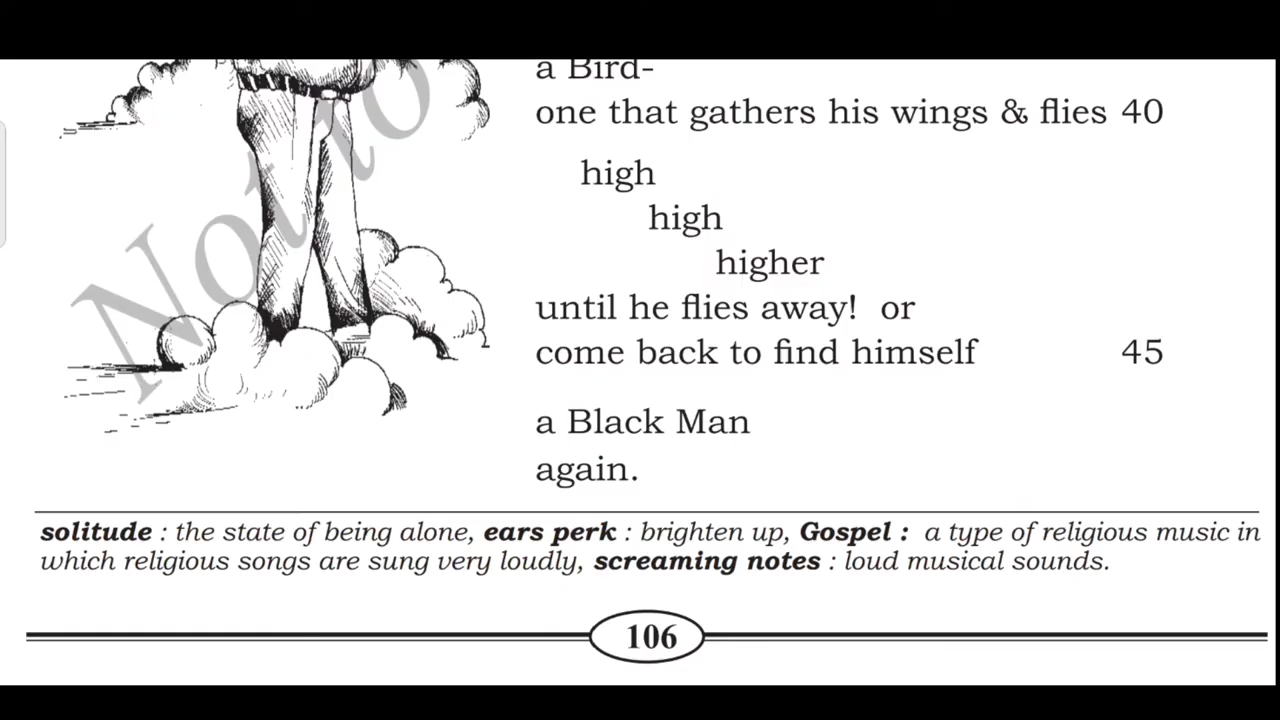 a Bird-
one that gathers his wings & flies 40
high
high
higher
until he flies away! or
come back to find himself 45
a Black Man
again.
solitude : the state of being alone, ears perk : brighten up, Gospel : a type of religious music in
which religious songs are sung very loudly, screaming notes : loud musical sounds.
106
Not to